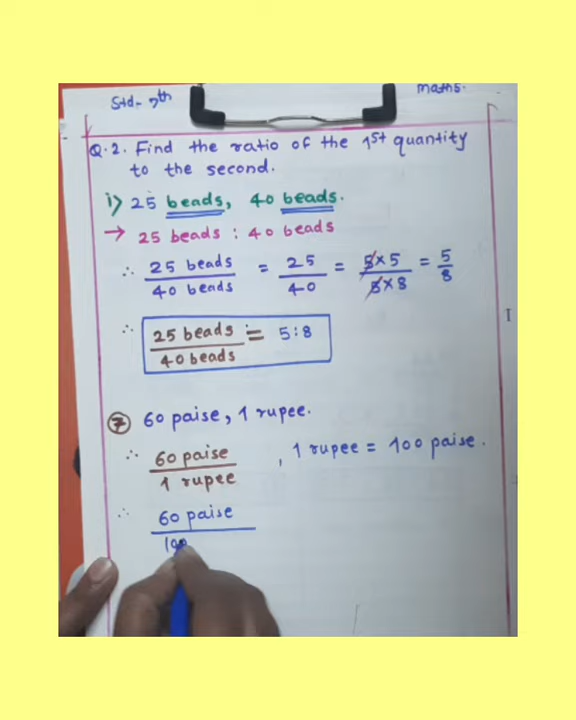 Std- 7th maths.
Q.2. Find the ratio of the 1st quantity
to the second.
i) 25 beads, 40 beads.
→ 25 beads : 40 beads
∴ 25 beads / 40 beads = 25 / 40 = 5×5 / 5×8 = 5/8
∴ 25 beads / 40 beads = 5:8
7 60 paise, 1 rupee.
∴ 60 paise / 1 rupee , 1 rupee = 100 paise.
∴ 60 paise / 100